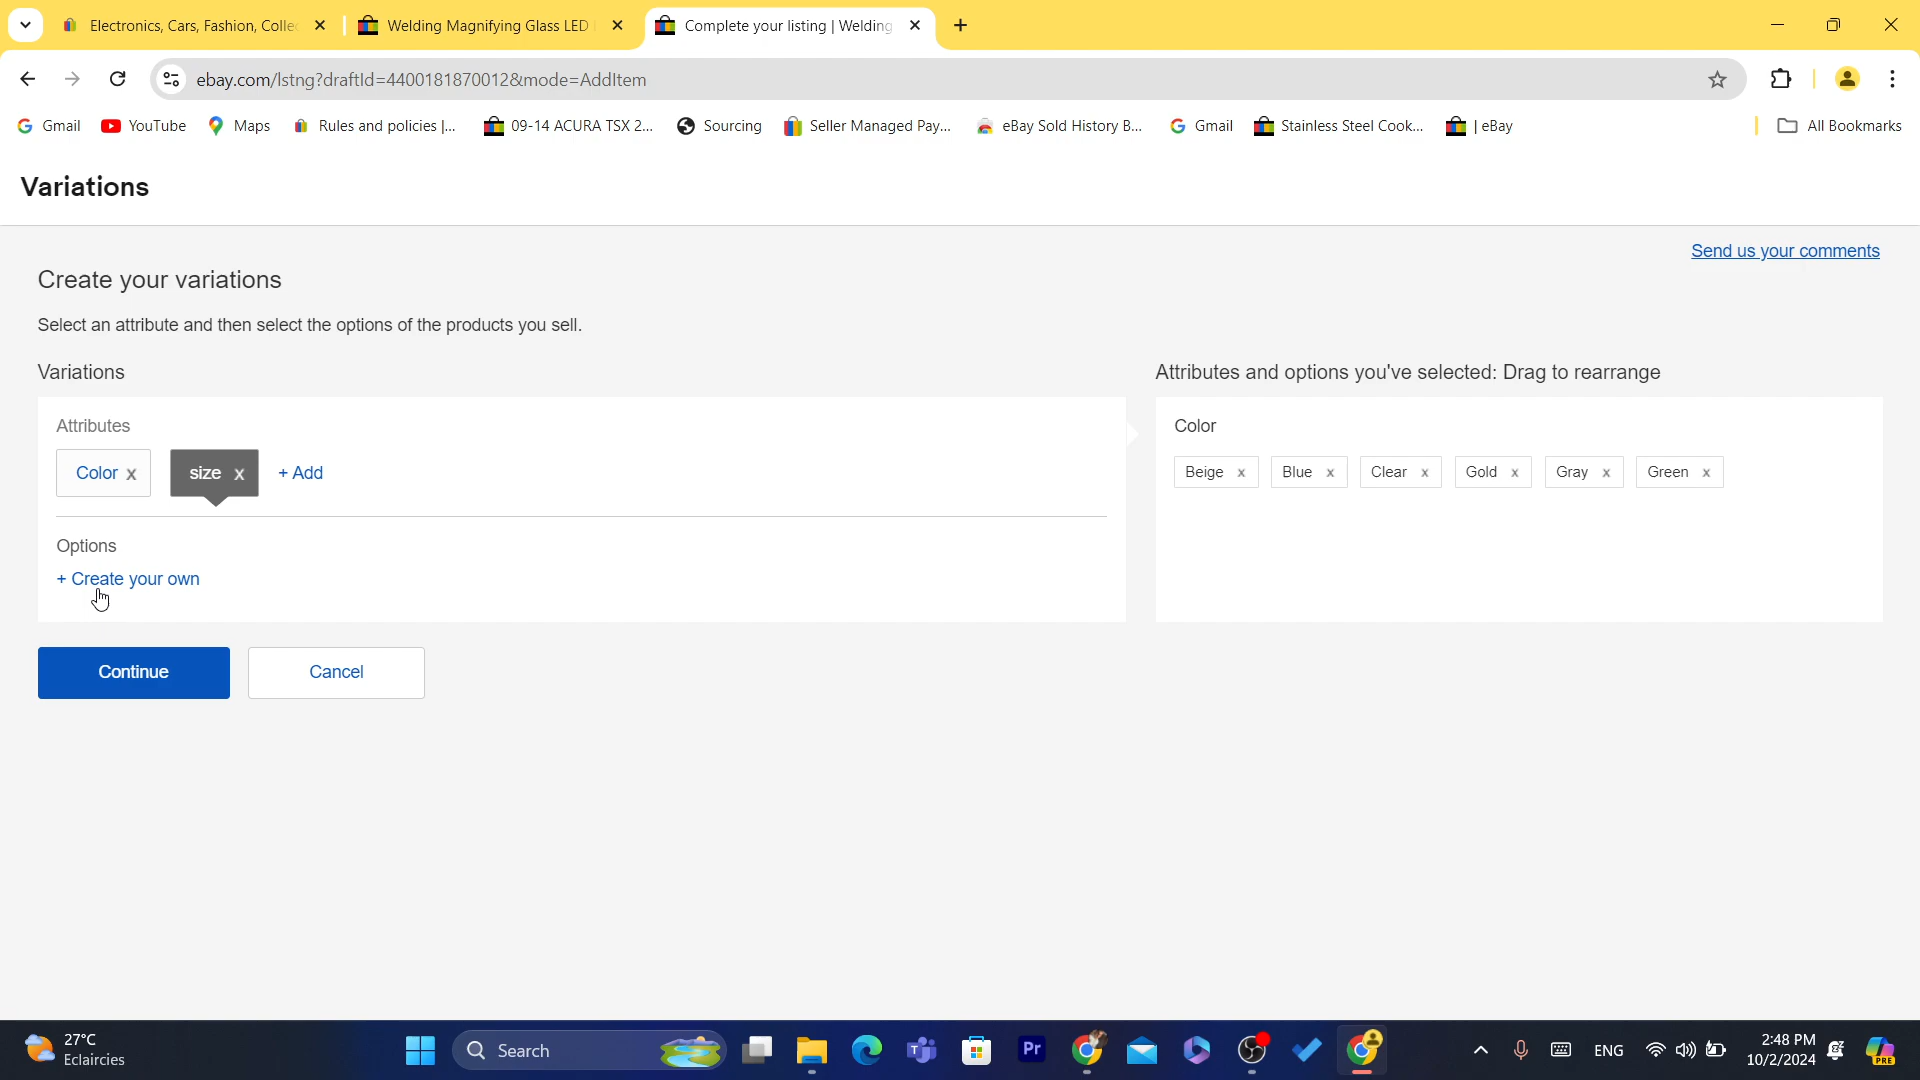 Electronics, Cars, Fashion, Colle
Welding Magnifying Glass LED
Complete your listing | Welding
ebay.com/lstng?draftId=4400181870012&mode=AddItem
Gmail
YouTube
Maps
Rules and policies |...
09-14 ACURA TSX 2...
Sourcing
Seller Managed Pay...
eBay Sold History B...
Gmail
Stainless Steel Cook...
| eBay
All Bookmarks
Variations
Send us your comments
Create your variations
Select an attribute and then select the options of the products you sell.
Variations
Attributes and options you've selected: Drag to rearrange
Attributes
Color
Color x
size x
+ Add
Beige x
Blue x
Clear x
Gold x
Gray x
Green x
Options
+ Create your own
Continue
Cancel
27°C
Eclaircies
Search
Pr
ENG
2:48 PM
10/2/2024
PRE